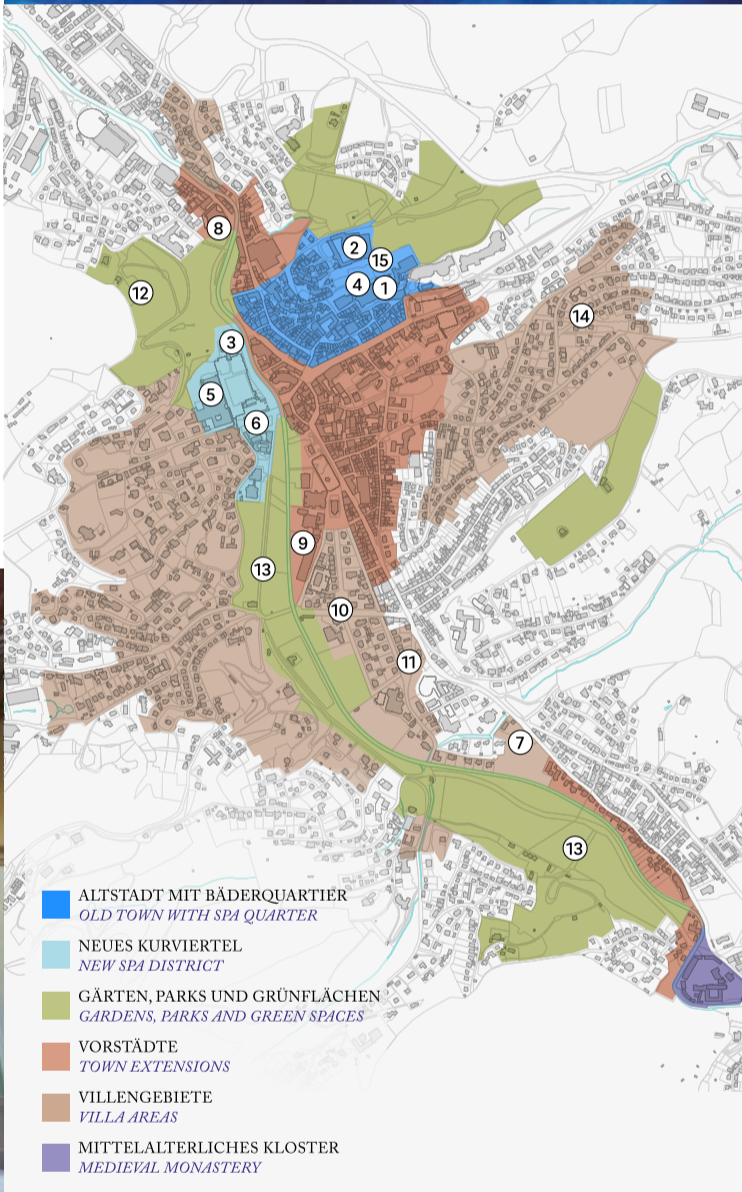 8
2
15
4
1
12
14
3
5
6
9
13
10
11
7
13
ALTSTADT MIT BÄDERQUARTIER
OLD TOWN WITH SPA QUARTER
NEUES KURVIERTEL
NEW SPA DISTRICT
GÄRTEN, PARKS UND GRÜNFLÄCHEN
GARDENS, PARKS AND GREEN SPACES
VORSTÄDTE
TOWN EXTENSIONS
VILLENGEBIETE
VILLA AREAS
MITTELALTERLICHES KLOSTER
MEDIEVAL MONASTERY